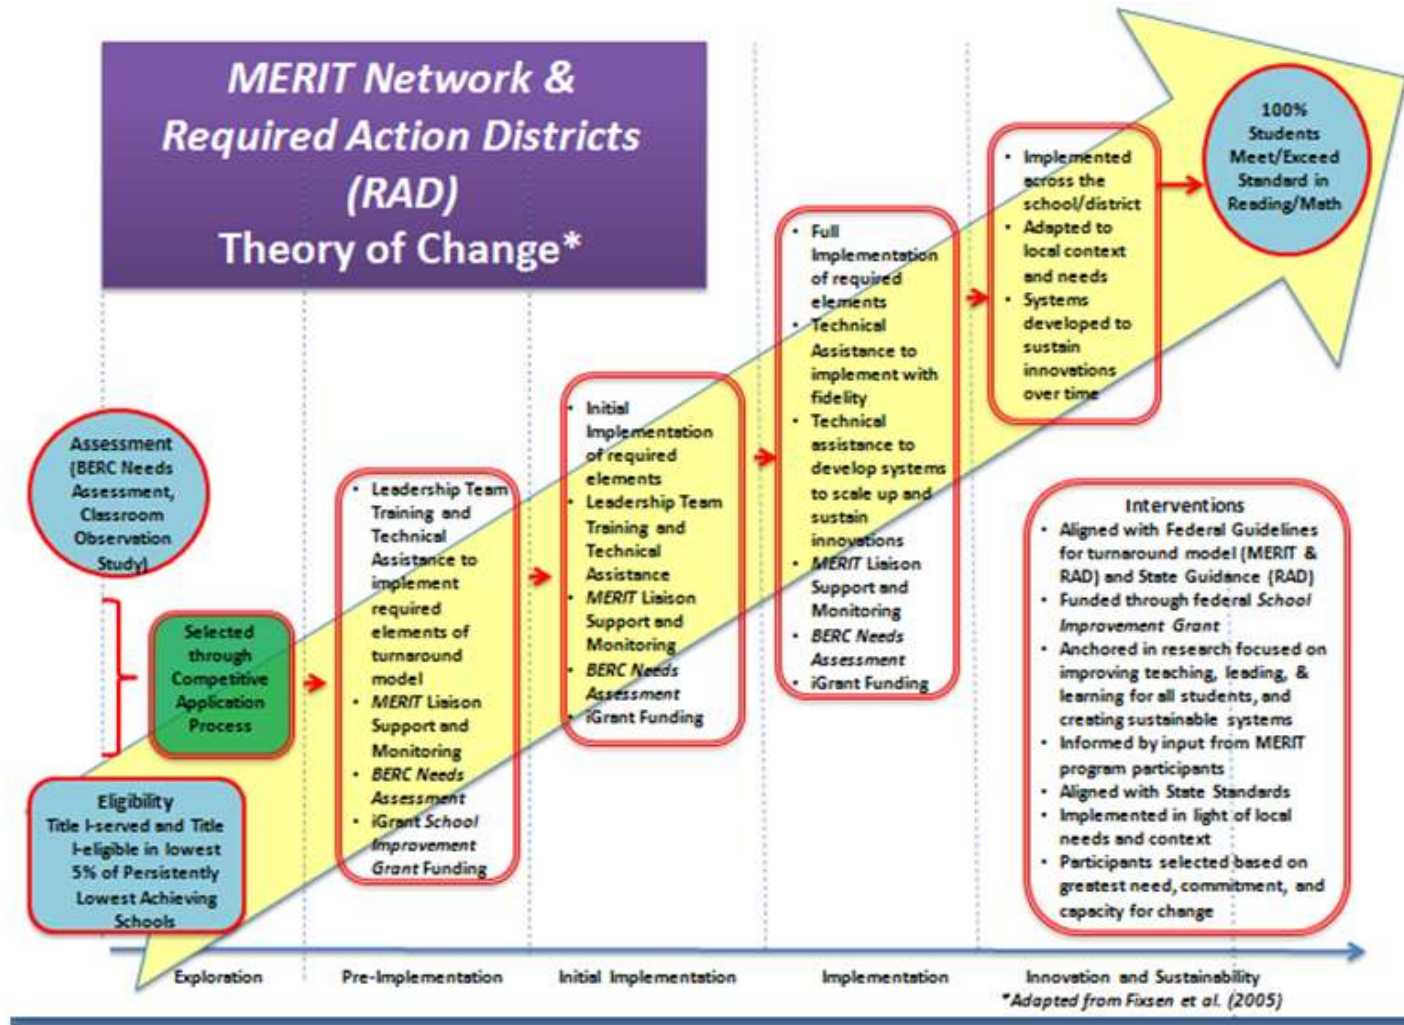 MERIT Network &
Required Action Districts
(RAD)
Theory of Change*
Assessment
(BERC Needs
Assessment,
Classroom
Observation
Study)
Selected
through
Competitive
Application
Process
Eligibility
Title I-served and Title
I-eligible in lowest
5% of Persistently
Lowest Achieving
Schools
• Leadership Team
Training and
Technical
Assistance to
implement
required
elements of
turnaround
model
• MERIT Liaison
Support and
Monitoring
• BERC Needs
Assessment
• iGrant School
Improvement
Grant Funding
• Initial
Implementation
of required
elements
• Leadership Team
Training and
Technical
Assistance
• MERIT Liaison
Support and
Monitoring
• BERC Needs
Assessment
• iGrant Funding
• Full
Implementation
of required
elements
• Technical
Assistance to
implement with
fidelity
• Technical
assistance to
develop systems
to scale up and
sustain
innovations
• MERIT Liaison
Support and
Monitoring
• BERC Needs
Assessment
• iGrant Funding
• Implemented
across the
school/district
• Adapted to
local context
and needs
• Systems
developed to
sustain
innovations
over time
100%
Students
Meet/Exceed
Standard in
Reading/Math
Interventions
• Aligned with Federal Guidelines
for turnaround model (MERIT &
RAD) and State Guidance (RAD)
• Funded through federal School
Improvement Grant
• Anchored in research focused on
improving teaching, leading, &
learning for all students, and
creating sustainable systems
• Informed by input from MERIT
program participants
• Aligned with State Standards
• Implemented in light of local
needs and context
• Participants selected based on
greatest need, commitment, and
capacity for change
Exploration
Pre-Implementation
Initial Implementation
Implementation
Innovation and Sustainability
*Adapted from Fixsen et al. (2005)